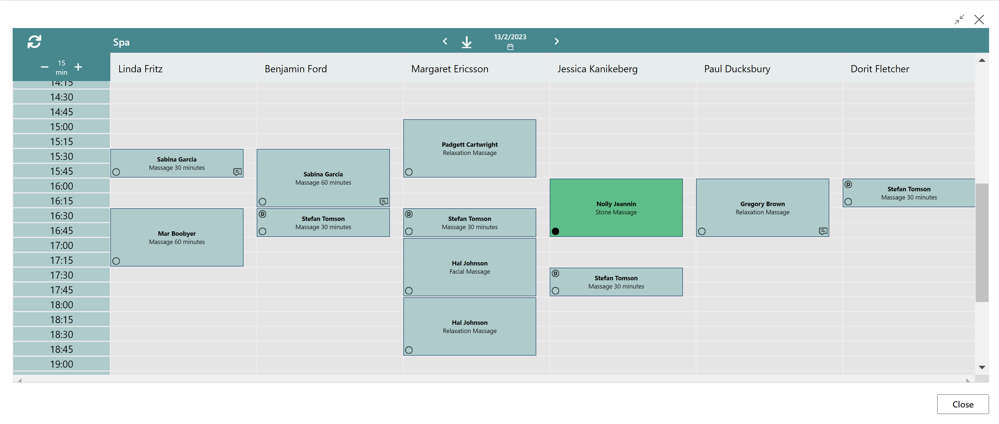 Spa
13/2/2023
15
min
Linda Fritz
Benjamin Ford
Margaret Ericsson
Jessica Kanikeberg
Paul Ducksbury
Dorit Fletcher
14:15
14:30
14:45
15:00
15:15
15:30
15:45
16:00
16:15
16:30
16:45
17:00
17:15
17:30
17:45
18:00
18:15
18:30
18:45
19:00
Sabina Garcia
Massage 30 minutes
Mar Boobyer
Massage 60 minutes
Sabina Garcia
Massage 60 minutes
D
Stefan Tomson
Massage 30 minutes
Padgett Cartwright
Relaxation Massage
D
Stefan Tomson
Massage 30 minutes
Hal Johnson
Facial Massage
Hal Johnson
Relaxation Massage
Nolly Jeannin
Stone Massage
D
Stefan Tomson
Massage 30 minutes
Gregory Brown
Relaxation Massage
D
Stefan Tomson
Massage 30 minutes
Close